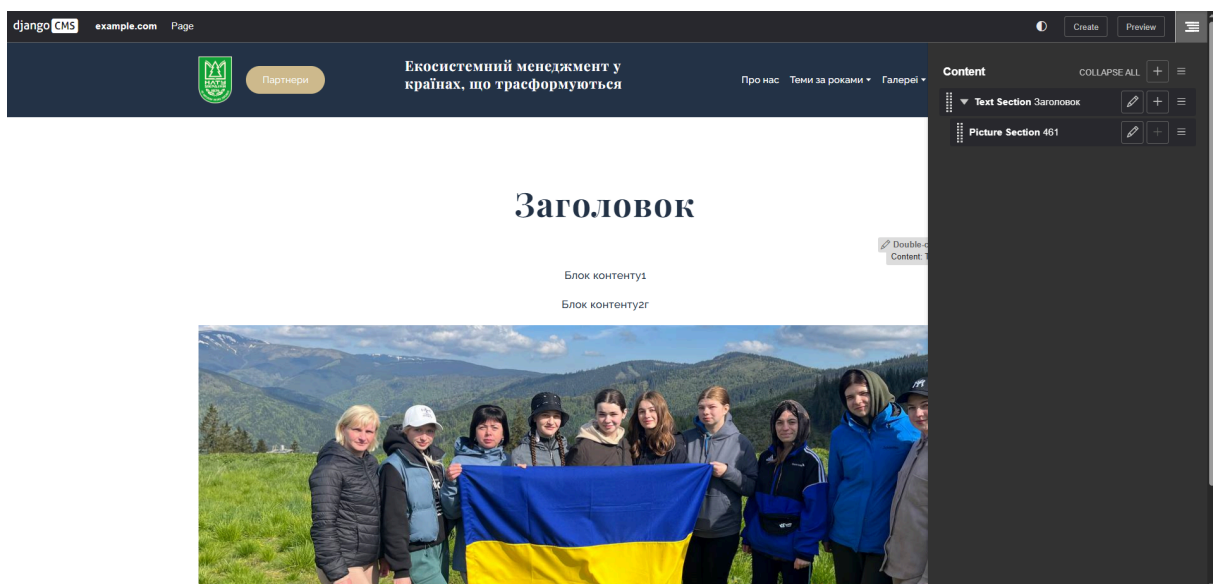 django CMS example.com Page Create Preview
Партнери
Екосистемний менеджмент у
країнах, що трасформуються
Про нас Теми за роками Галереї
Content COLLAPSE ALL
Text Section Заголовок
Picture Section 461
Заголовок
Double-c
Content: T
Блок контенту1
Блок контенту2г